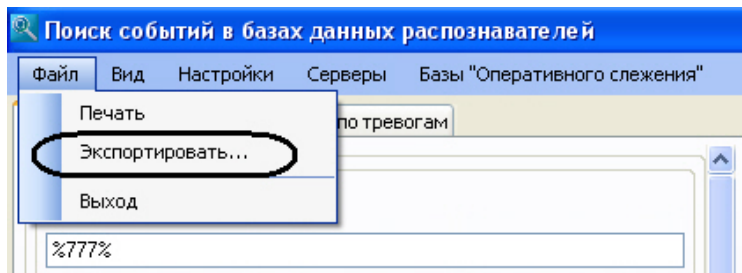 Поиск событий в базах данных распознавателей
Файл Вид Настройки Серверы Базы "Оперативного слежения"
Печать
по тревогам
Экспортировать...
Выход
%777%